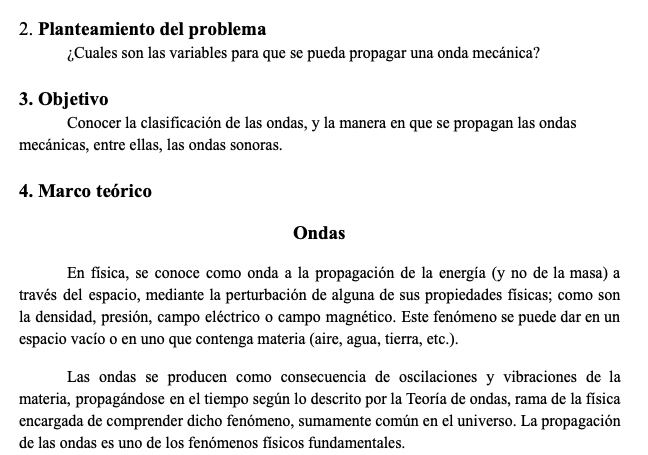 2. Planteamiento del problema
¿Cuales son las variables para que se pueda propagar una onda mecánica?
3. Objetivo
Conocer la clasificación de las ondas, y la manera en que se propagan las ondas
mecánicas, entre ellas, las ondas sonoras.
4. Marco teórico
Ondas
En física, se conoce como onda a la propagación de la energía (y no de la masa) a
través del espacio, mediante la perturbación de alguna de sus propiedades físicas; como son
la densidad, presión, campo eléctrico o campo magnético. Este fenómeno se puede dar en un
espacio vacío o en uno que contenga materia (aire, agua, tierra, etc.).
Las ondas se producen como consecuencia de oscilaciones y vibraciones de la
materia, propagándose en el tiempo según lo descrito por la Teoría de ondas, rama de la física
encargada de comprender dicho fenómeno, sumamente común en el universo. La propagación
de las ondas es uno de los fenómenos físicos fundamentales.